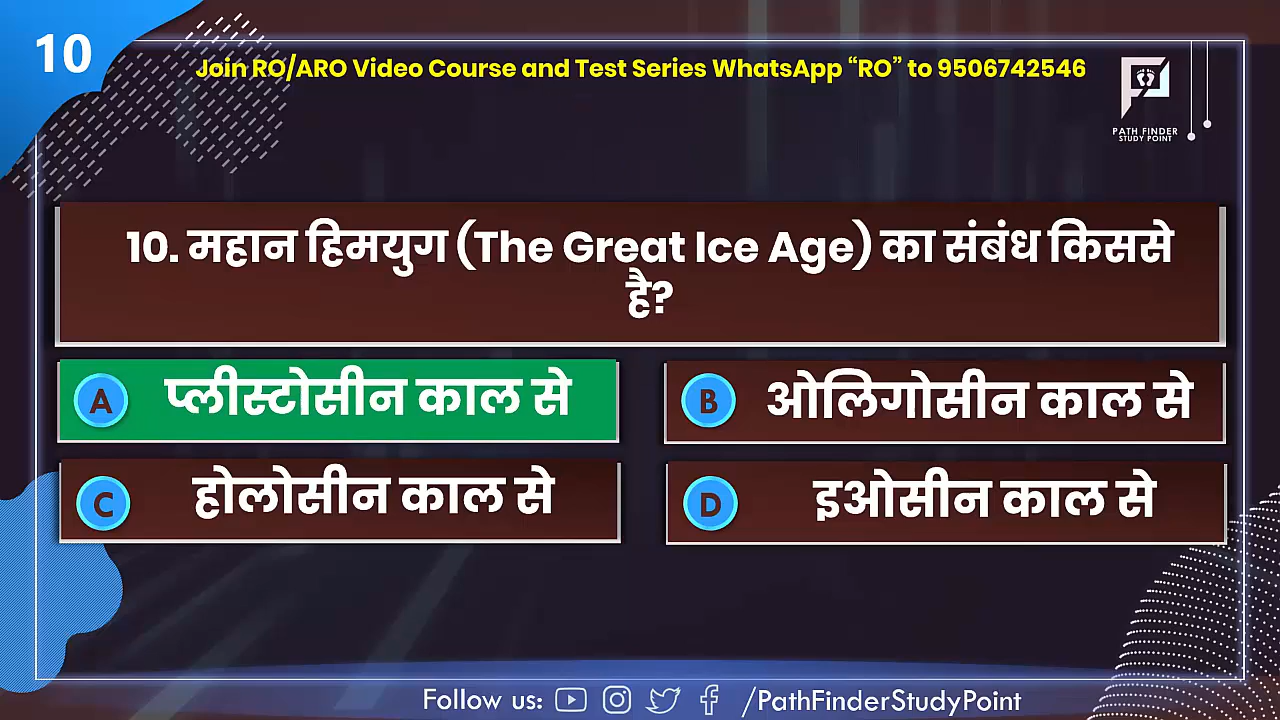 10
Join RO/ARO Video Course and Test Series WhatsApp “RO” to 9506742546
PATH FINDER
STUDY POINT
10. महान हिमयुग (The Great Ice Age) का संबंध किससे
है?
A प्लीस्टोसीन काल से
B ओलिगोसीन काल से
C होलोसीन काल से
D इओसीन काल से
Follow us: /PathFinderStudyPoint